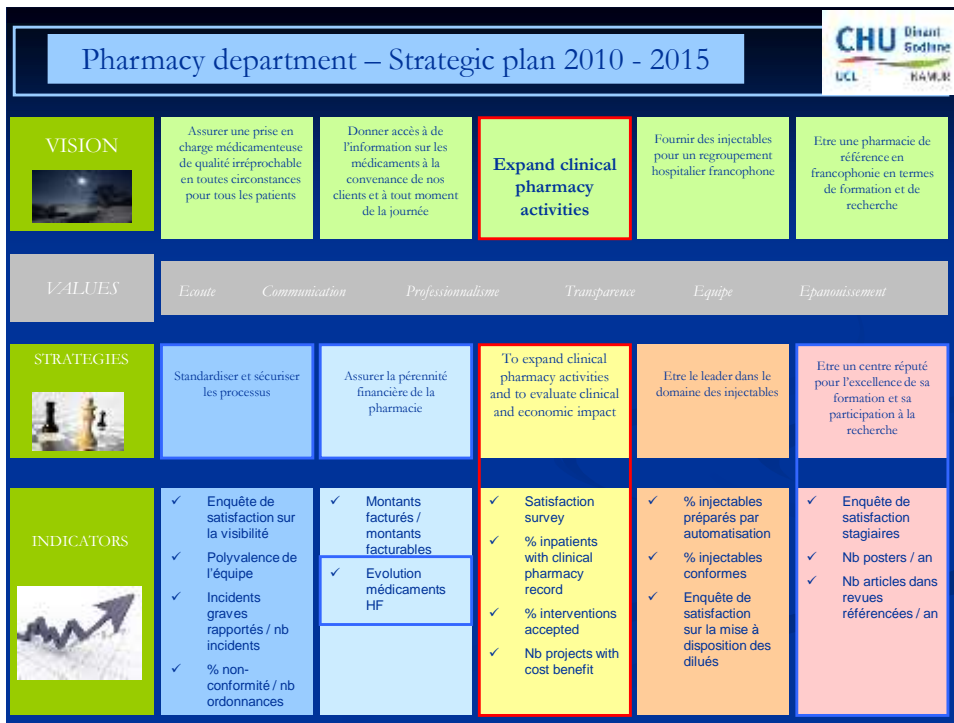 Pharmacy department – Strategic plan 2010 - 2015
CHU Dinant
Godinne
UCL NAMUR
VISION
Assurer une prise en
charge médicamenteuse
de qualité irréprochable
en toutes circonstances
pour tous les patients
Donner accès à de
l'information sur les
médicaments à la
convenance de nos
clients et à tout moment
de la journée
Expand clinical
pharmacy
activities
Fournir des injectables
pour un regroupement
hospitalier francophone
Etre une pharmacie de
référence en
francophonie en termes
de formation et de
recherche
VALUES
Ecoute Communication Professionnalisme Transparence Equipe Epanouissement
STRATEGIES
Standardiser et sécuriser
les processus
Assurer la pérennité
financière de la
pharmacie
To expand clinical
pharmacy activities
and to evaluate clinical
and economic impact
Etre le leader dans le
domaine des injectables
Etre un centre réputé
pour l'excellence de sa
formation et sa
participation à la
recherche
INDICATORS
✓ Enquête de
satisfaction sur
la visibilité
✓ Polyvalence de
l'équipe
✓ Incidents
graves
rapportés / nb
incidents
✓ % non-
conformité / nb
ordonnances
✓ Montants
facturés /
montants
facturables
✓ Evolution
médicaments
HF
✓ Satisfaction
survey
✓ % inpatients
with clinical
pharmacy
record
✓ % interventions
accepted
✓ Nb projects with
cost benefit
✓ % injectables
préparés par
automatisation
✓ % injectables
conformes
✓ Enquête de
satisfaction
sur la mise à
disposition des
dilués
✓ Enquête de
satisfaction
stagiaires
✓ Nb posters / an
✓ Nb articles dans
revues
référencées / an